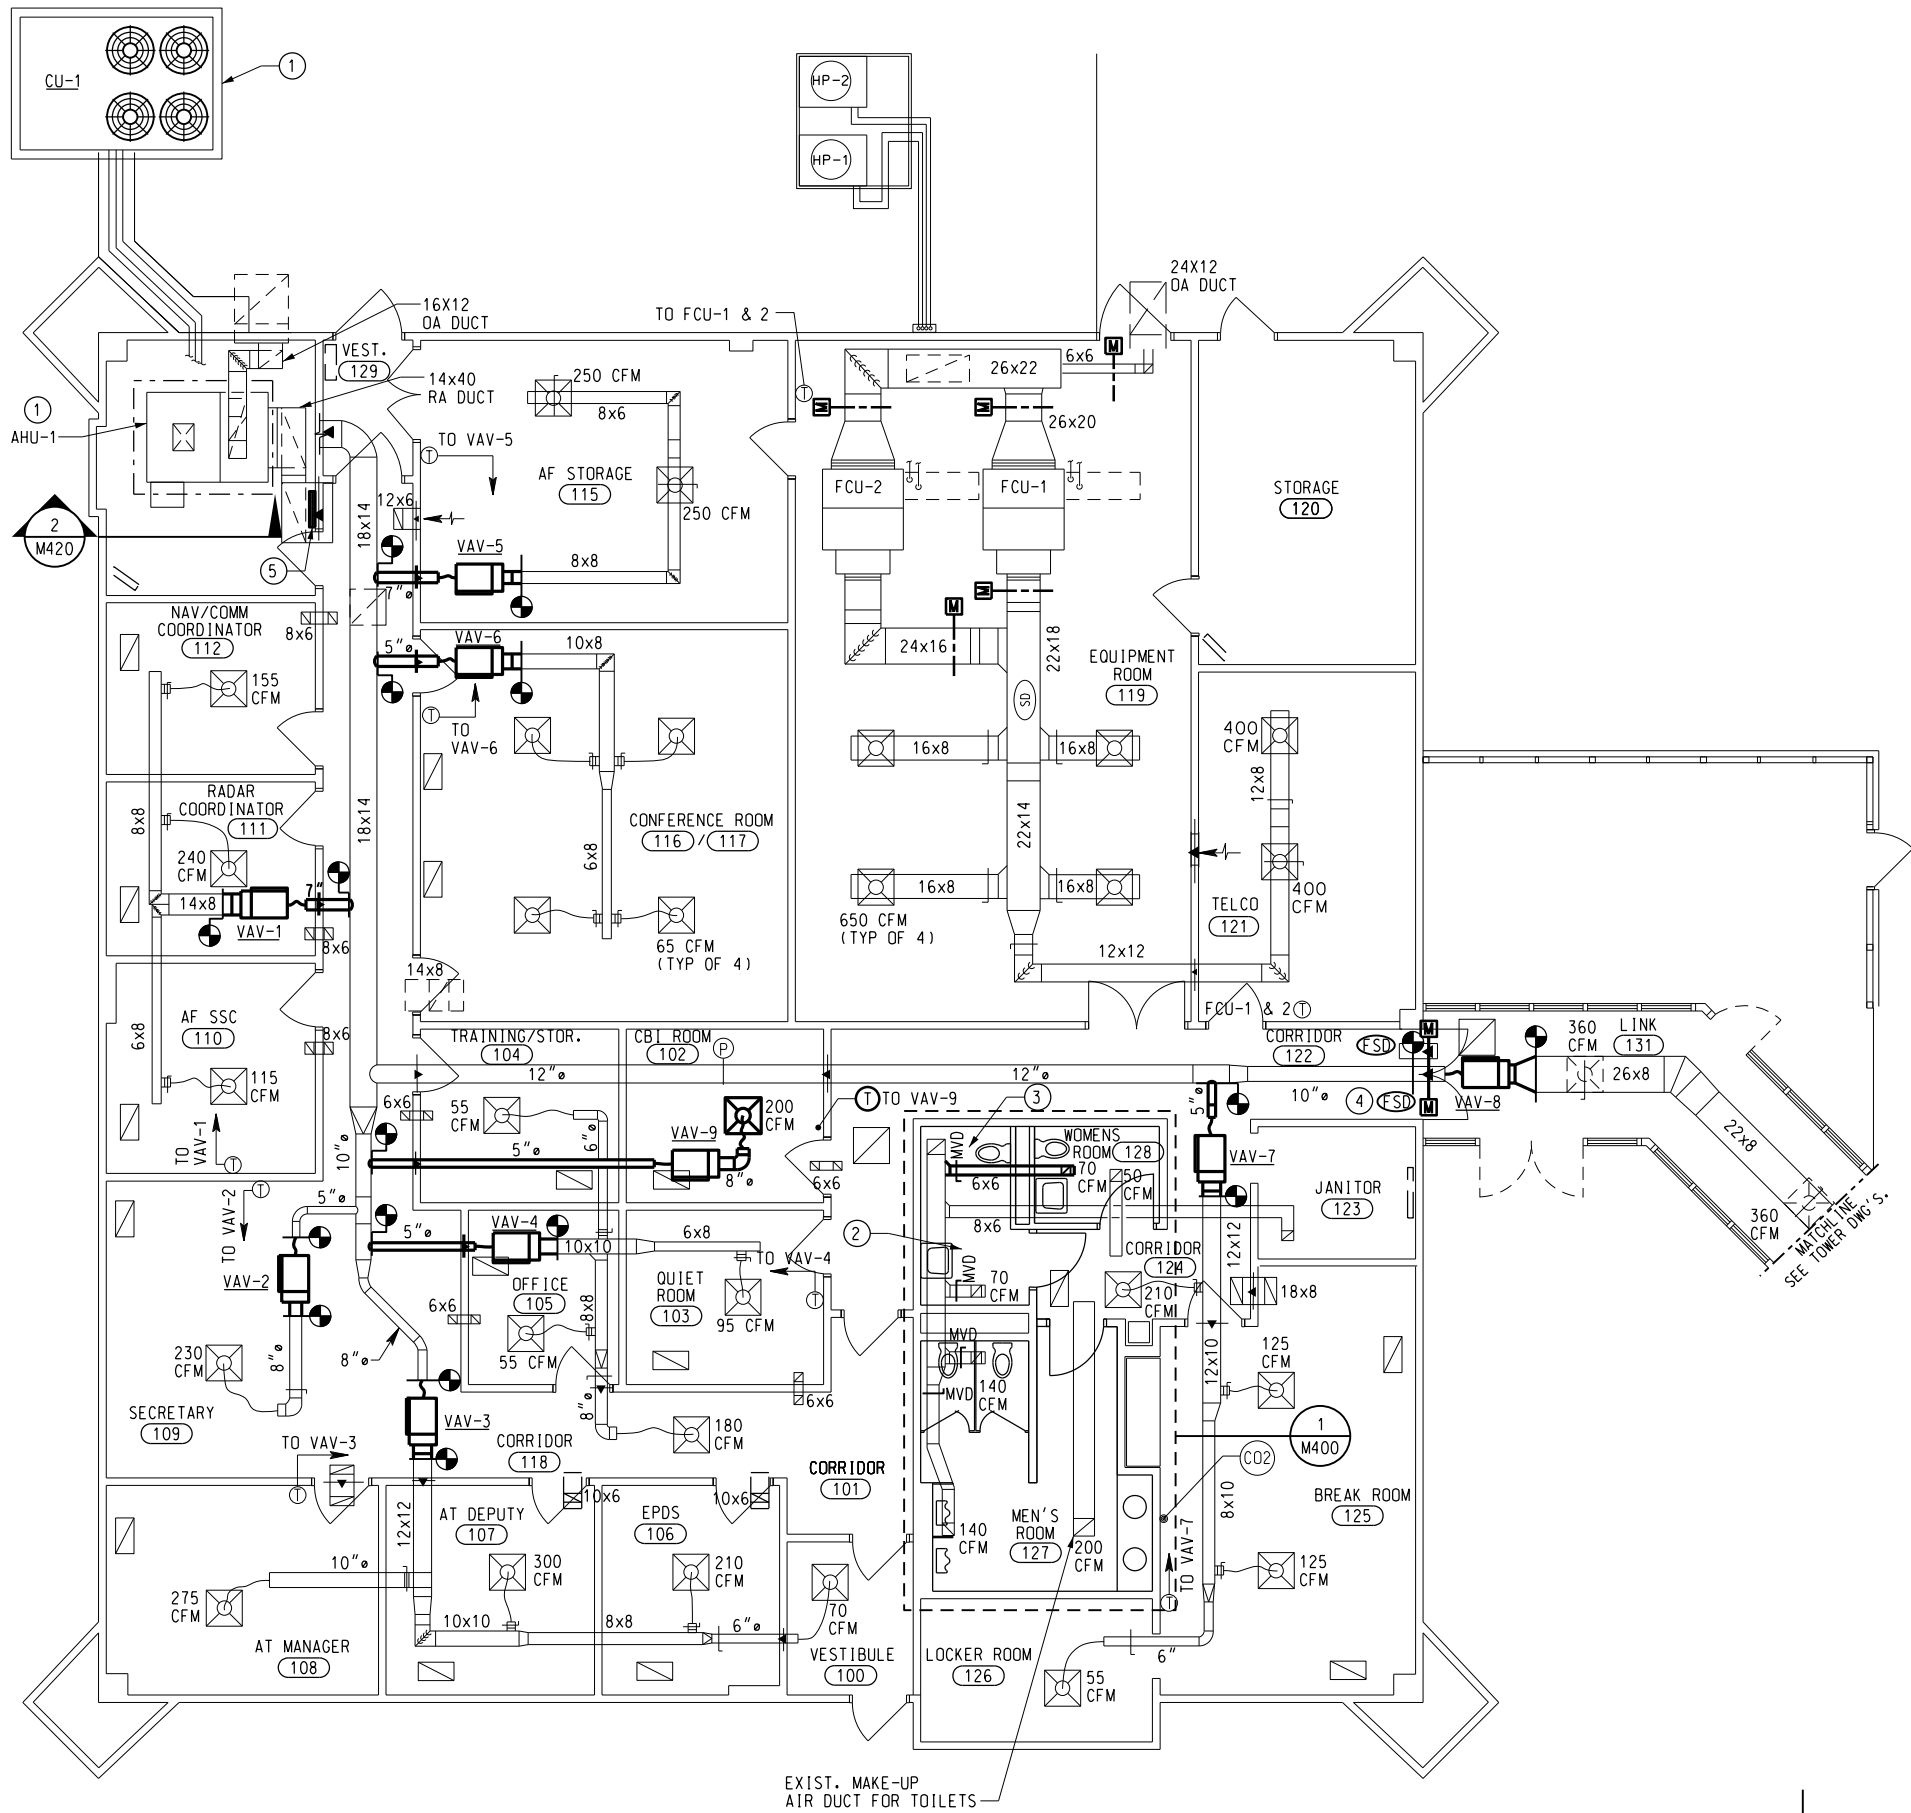 CU-1
1
HP-2
HP-1
24X12
OA DUCT
16X12
OA DUCT
TO FCU-1 & 2
VEST.
129
14x40
RA DUCT
1
AHU-1
250 CFM
8x6
6x6
26x22
M
M
M
26x20
TO VAV-5
T
T
AF STORAGE
115
250 CFM
FCU-2
FCU-1
STORAGE
120
12x6
18x14
2
M420
5
VAV-5
8x8
7"ø
M
M
NAV/COMM
COORDINATOR
112
8x6
5"ø
VAV-6
10x8
24x16
22x18
EQUIPMENT
ROOM
119
155
CFM
T
TO
VAV-6
SD
400
CFM
16x8
16x8
12x8
RADAR
COORDINATOR
111
8x8
18x14
CONFERENCE ROOM
116 / 117
6x8
22x14
240
CFM
14x8
7"
VAV-1
8x6
16x8
16x8
400
CFM
TELCO
121
650 CFM
(TYP OF 4)
65 CFM
(TYP OF 4)
12x12
14x8
FCU-1 & 2 T
AF SSC
110
6x8
8x6
TRAINING/STOR.
104
CBI ROOM
102
P
CORRIDOR
122
FSD
M
360
CFM
LINK
131
12"ø
12"ø
26x8
115
CFM
TO VAV-1
T
10"ø
6x6
55
CFM
6"ø
200
CFM
T TO VAV-9
3
5"ø
10"ø
4
FSD
M
VAV-8
22x8
VAV-9
5"ø
8"ø
6x6
MVD
WOMENS
ROOM
128
6x6
70
CFM
50
CFM
VAV-7
JANITOR
123
TO VAV-2
T
5"ø
VAV-2
5"ø
VAV-4
10x10
6x8
TO VAV-4
T
2
8x6
MVD
12x12
CORRIDOR
124
360
CFM
MATCHLINE
SEE TOWER DWG'S.
OFFICE
105
QUIET
ROOM
103
8x8
6x6
55 CFM
95 CFM
70
CFM
210
CFM
18x8
8"ø
230
CFM
8"ø
MVD
MVD
140
CFM
12x10
125
CFM
SECRETARY
109
VAV-3
8"ø
6x6
180
CFM
TO VAV-3
T
CORRIDOR
118
CORRIDOR
101
1
M400
CO2
8x10
BREAK ROOM
125
12x12
AT DEPUTY
107
10x6
EPDS
106
10x6
140
CFM
MEN'S
ROOM
127
200
CFM
TO VAV-7
T
10"ø
300
CFM
210
CFM
125
CFM
275
CFM
10x10
8x8
6"ø
70
CFM
AT MANAGER
108
VESTIBULE
100
LOCKER ROOM
126
6"
55
CFM
EXIST. MAKE-UP
AIR DUCT FOR TOILETS